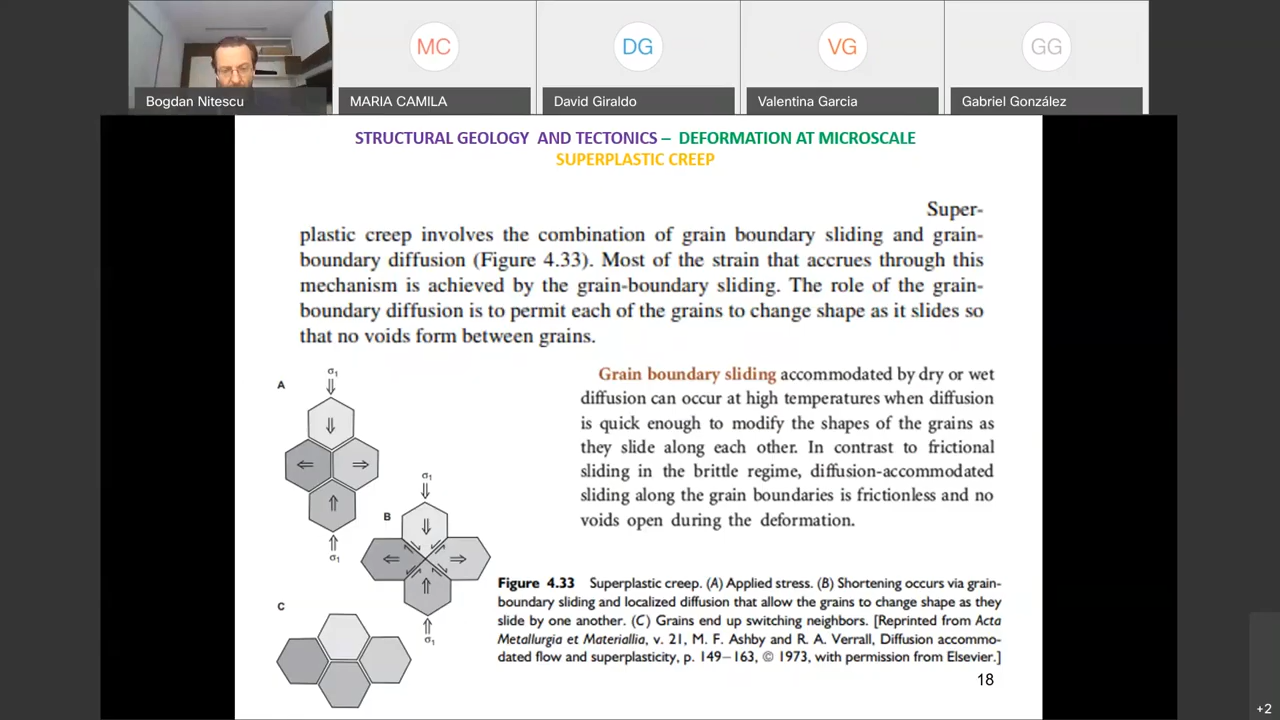 MC
DG
VG
GG
Bogdan Nitescu
MARIA CAMILA
David Giraldo
Valentina Garcia
Gabriel González
STRUCTURAL GEOLOGY AND TECTONICS – DEFORMATION AT MICROSCALE
SUPERPLASTIC CREEP
Super-
plastic creep involves the combination of grain boundary sliding and grain-
boundary diffusion (Figure 4.33). Most of the strain that accrues through this
mechanism is achieved by the grain-boundary sliding. The role of the grain-
boundary diffusion is to permit each of the grains to change shape as it slides so
that no voids form between grains.
A
σ1
σ1
B
σ1
σ1
C
Grain boundary sliding accommodated by dry or wet
diffusion can occur at high temperatures when diffusion
is quick enough to modify the shapes of the grains as
they slide along each other. In contrast to frictional
sliding in the brittle regime, diffusion-accommodated
sliding along the grain boundaries is frictionless and no
voids open during the deformation.
Figure 4.33 Superplastic creep. (A) Applied stress. (B) Shortening occurs via grain-
boundary sliding and localized diffusion that allow the grains to change shape as they
slide by one another. (C) Grains end up switching neighbors. [Reprinted from Acta
Metallurgia et Materiallia, v. 21, M. F. Ashby and R. A. Verrall, Diffusion accommo-
dated flow and superplasticity, p. 149–163, © 1973, with permission from Elsevier.]
18
+2